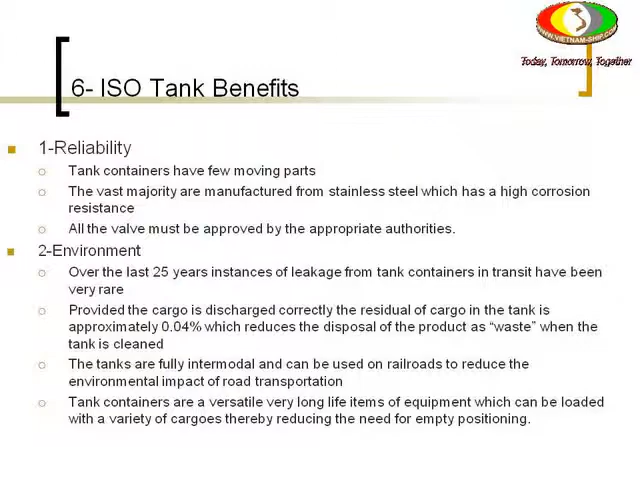 WWW.VIETNAM-SHIP.COM
Today, Tomorrow, Together
6- ISO Tank Benefits
1-Reliability
Tank containers have few moving parts
The vast majority are manufactured from stainless steel which has a high corrosion
resistance
All the valve must be approved by the appropriate authorities.
2-Environment
Over the last 25 years instances of leakage from tank containers in transit have been
very rare
Provided the cargo is discharged correctly the residual of cargo in the tank is
approximately 0.04% which reduces the disposal of the product as “waste” when the
tank is cleaned
The tanks are fully intermodal and can be used on railroads to reduce the
environmental impact of road transportation
Tank containers are a versatile very long life items of equipment which can be loaded
with a variety of cargoes thereby reducing the need for empty positioning.